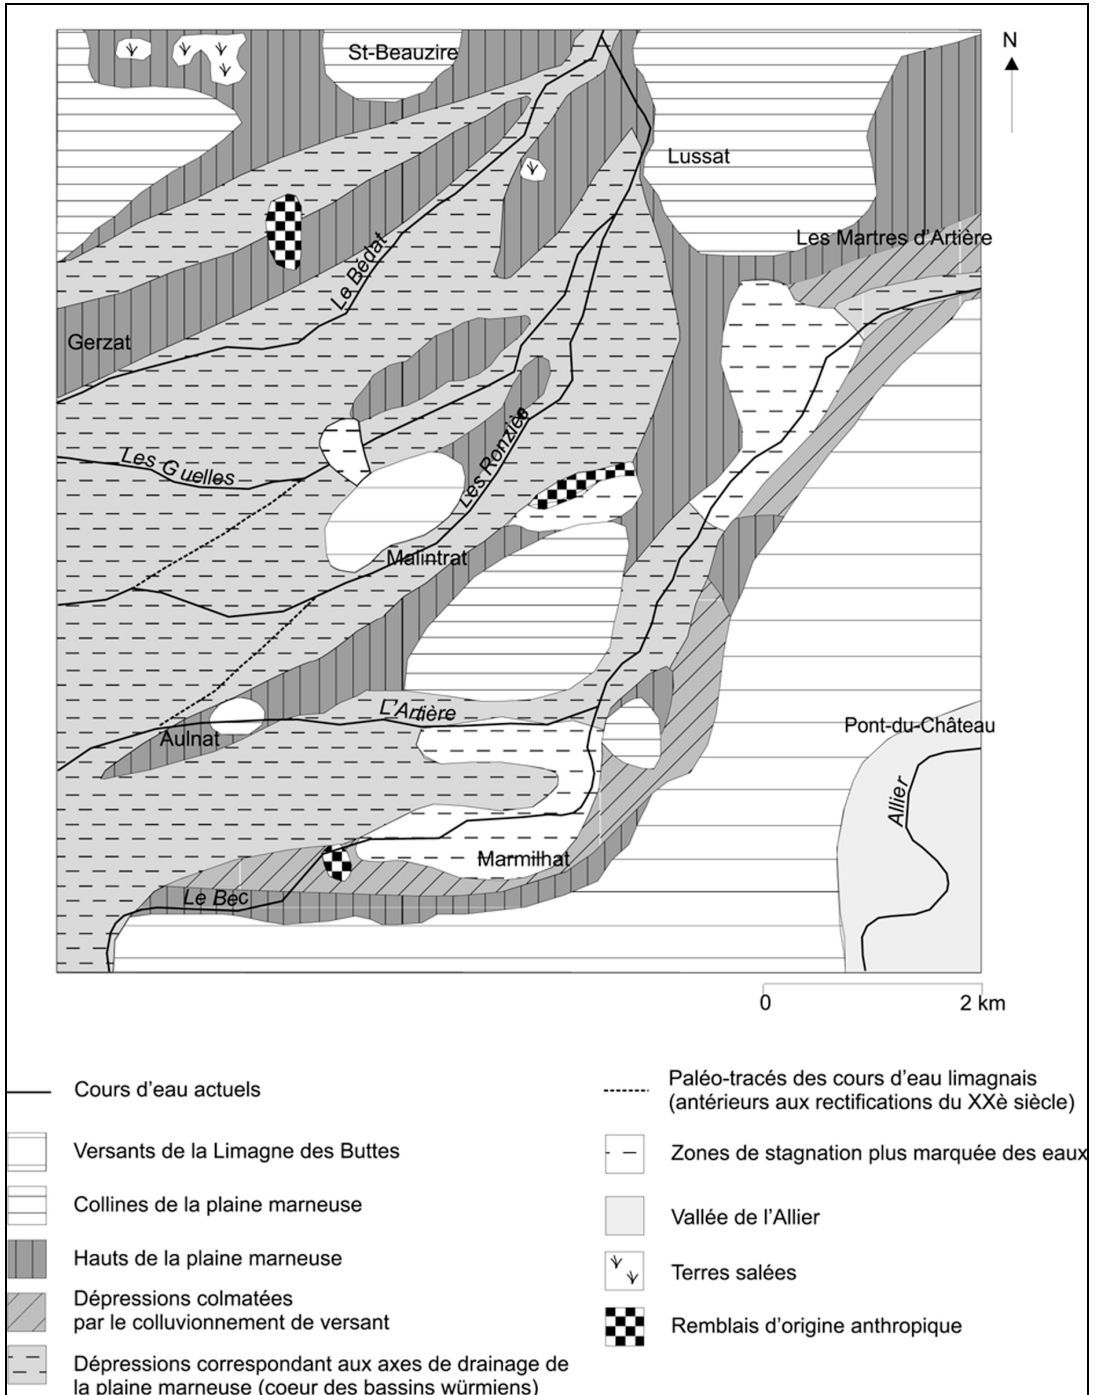 St-Beauzire
N
Lussat
Les Martres d'Artière
Le Bédat
Gerzat
Les Guelles
Les Ronziès
Malintrat
L'Artière
Aulnat
Pont-du-Château
Allier
Marmilhat
Le Bec
0 2 km
Cours d'eau actuels
Versants de la Limagne des Buttes
Collines de la plaine marneuse
Hauts de la plaine marneuse
Dépressions colmatées
par le colluvionnement de versant
Dépressions correspondant aux axes de drainage de
la plaine marneuse (coeur des bassins würmiens)
Paléo-tracés des cours d'eau limagnais
(antérieurs aux rectifications du XXè siècle)
Zones de stagnation plus marquée des eaux
Vallée de l'Allier
Terres salées
Remblais d'origine anthropique